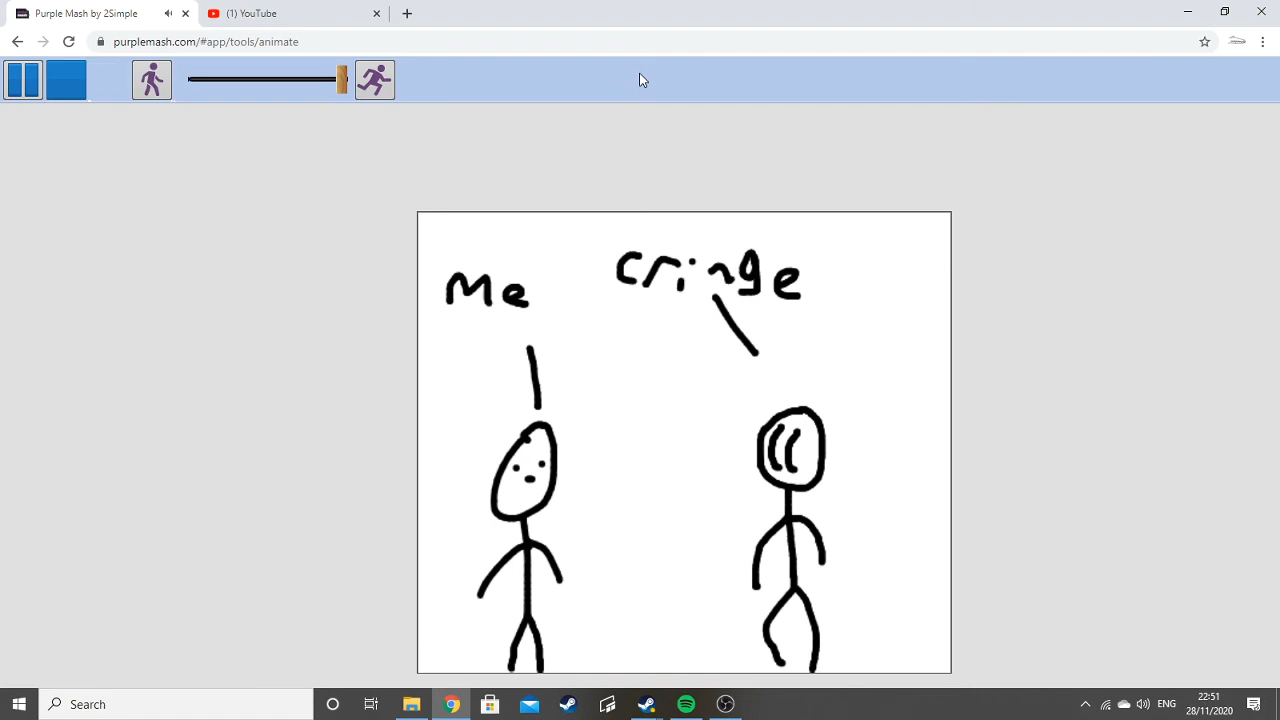 Purple Mash by 2Simple
(1) YouTube
purplemash.com/#app/tools/animate
Me
cringe
Search
ENG
22:51
28/11/2020